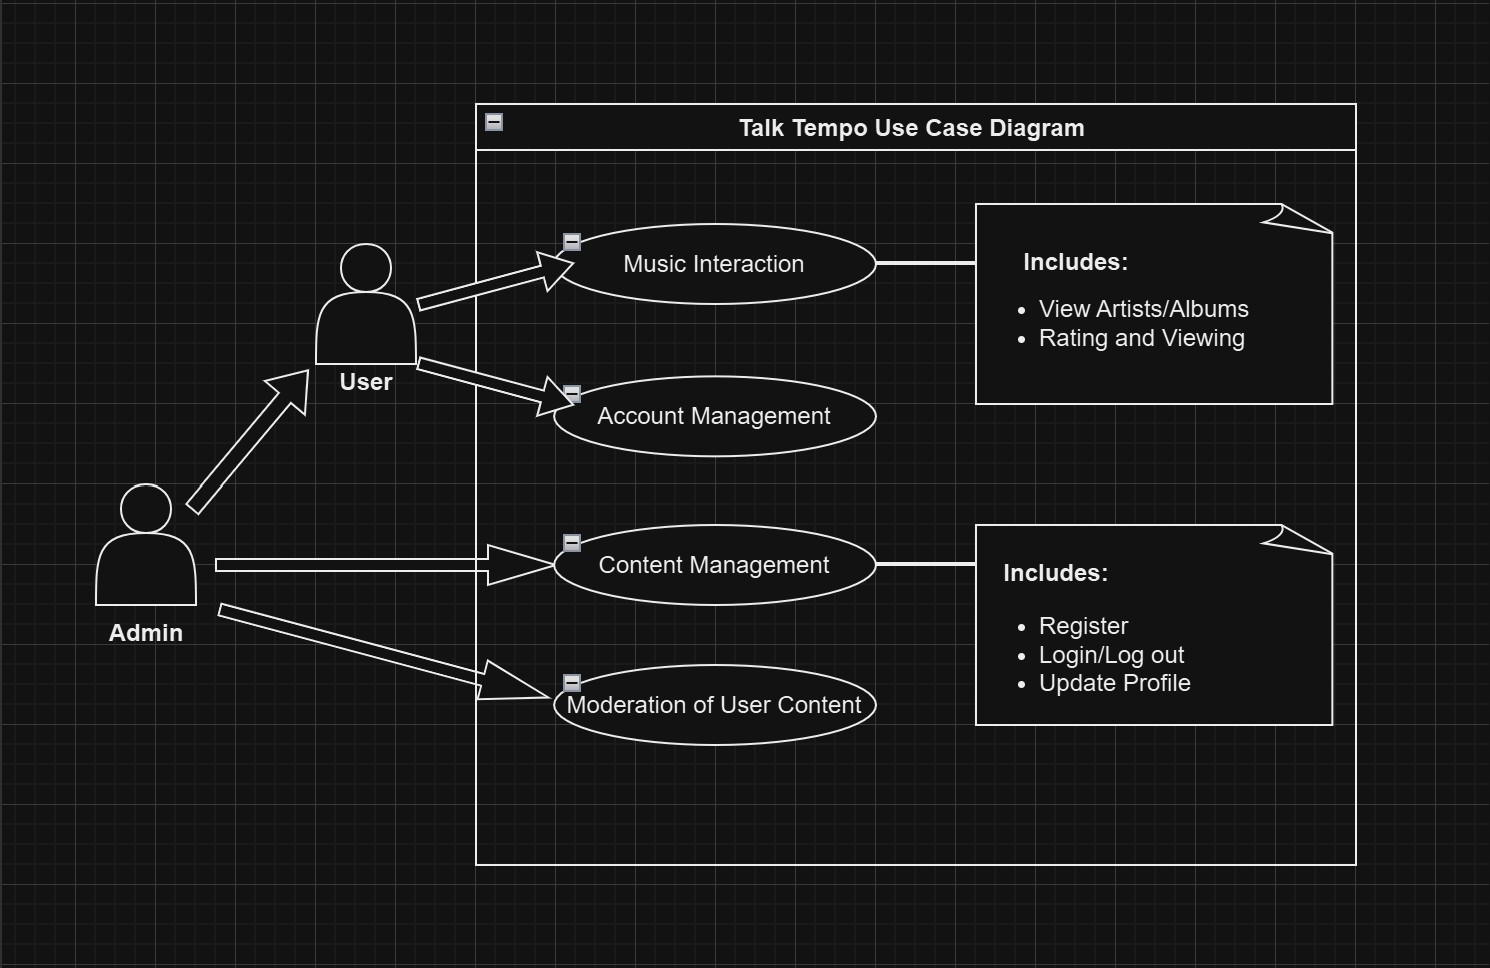 Talk Tempo Use Case Diagram
Music Interaction
Includes:
View Artists/Albums
Rating and Viewing
User
Account Management
Content Management
Includes:
Register
Login/Log out
Update Profile
Admin
Moderation of User Content